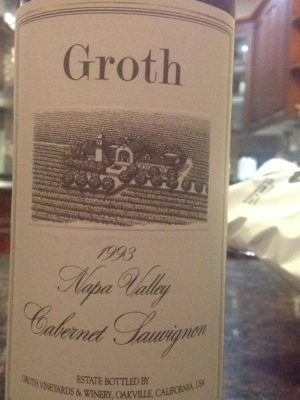 Groth
1993
Napa Valley
Cabernet Sauvignon
ESTATE BOTTLED BY
GROTH VINEYARDS & WINERY, OAKVILLE, CALIFORNIA, USA